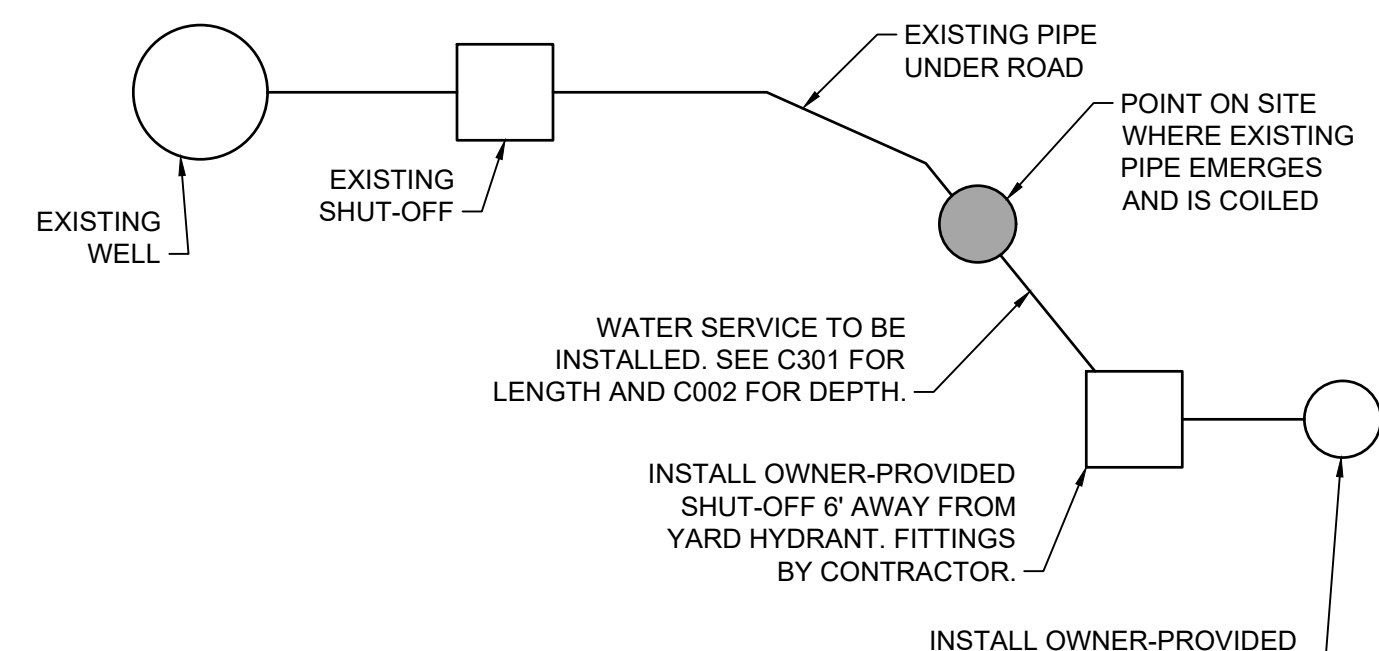 EXISTING PIPE
UNDER ROAD
POINT ON SITE
WHERE EXISTING
PIPE EMERGES
AND IS COILED
EXISTING
SHUT-OFF
EXISTING
WELL
WATER SERVICE TO BE
INSTALLED. SEE C301 FOR
LENGTH AND C002 FOR DEPTH.
INSTALL OWNER-PROVIDED
SHUT-OFF 6' AWAY FROM
YARD HYDRANT. FITTINGS
BY CONTRACTOR.
INSTALL OWNER-PROVIDED